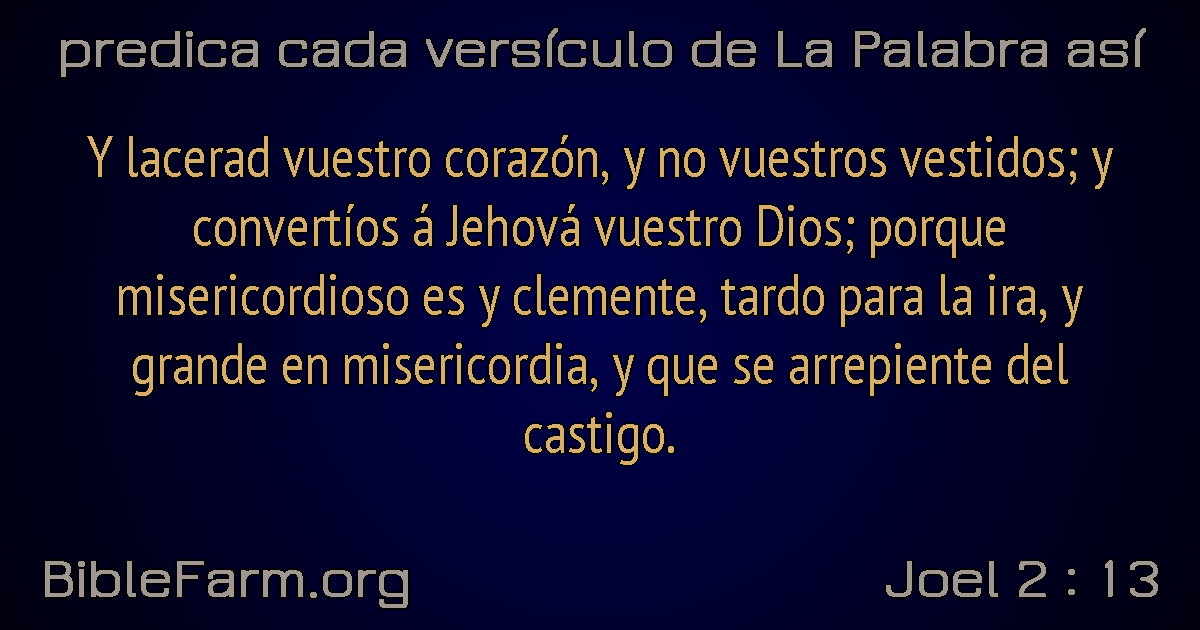 predica cada versículo de La Palabra así
Y lacerad vuestro corazón, y no vuestros vestidos; y
convertíos á Jehová vuestro Dios; porque
misericordioso es y clemente, tardo para la ira, y
grande en misericordia, y que se arrepiente del
castigo.
BibleFarm.org
Joel 2 : 13